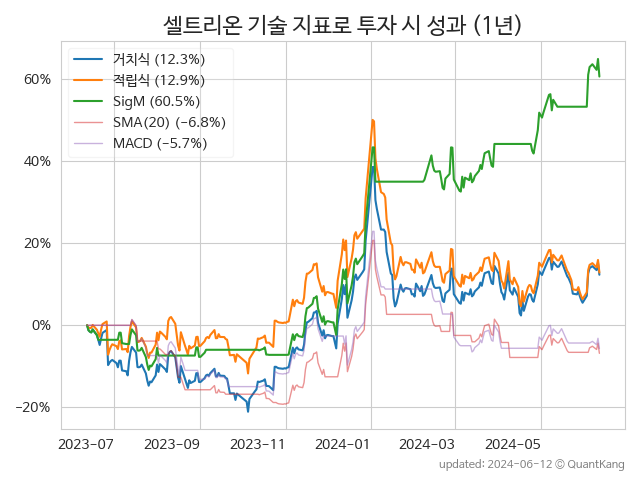 셀트리온 기술 지표로 투자 시 성과 (1년)
거치식 (12.3%)
적립식 (12.9%)
SigM (60.5%)
SMA(20) (−6.8%)
MACD (−5.7%)
60%
40%
20%
0%
−20%
2023-07
2023-09
2023-11
2024-01
2024-03
2024-05
updated: 2024-06-12 © QuantKang